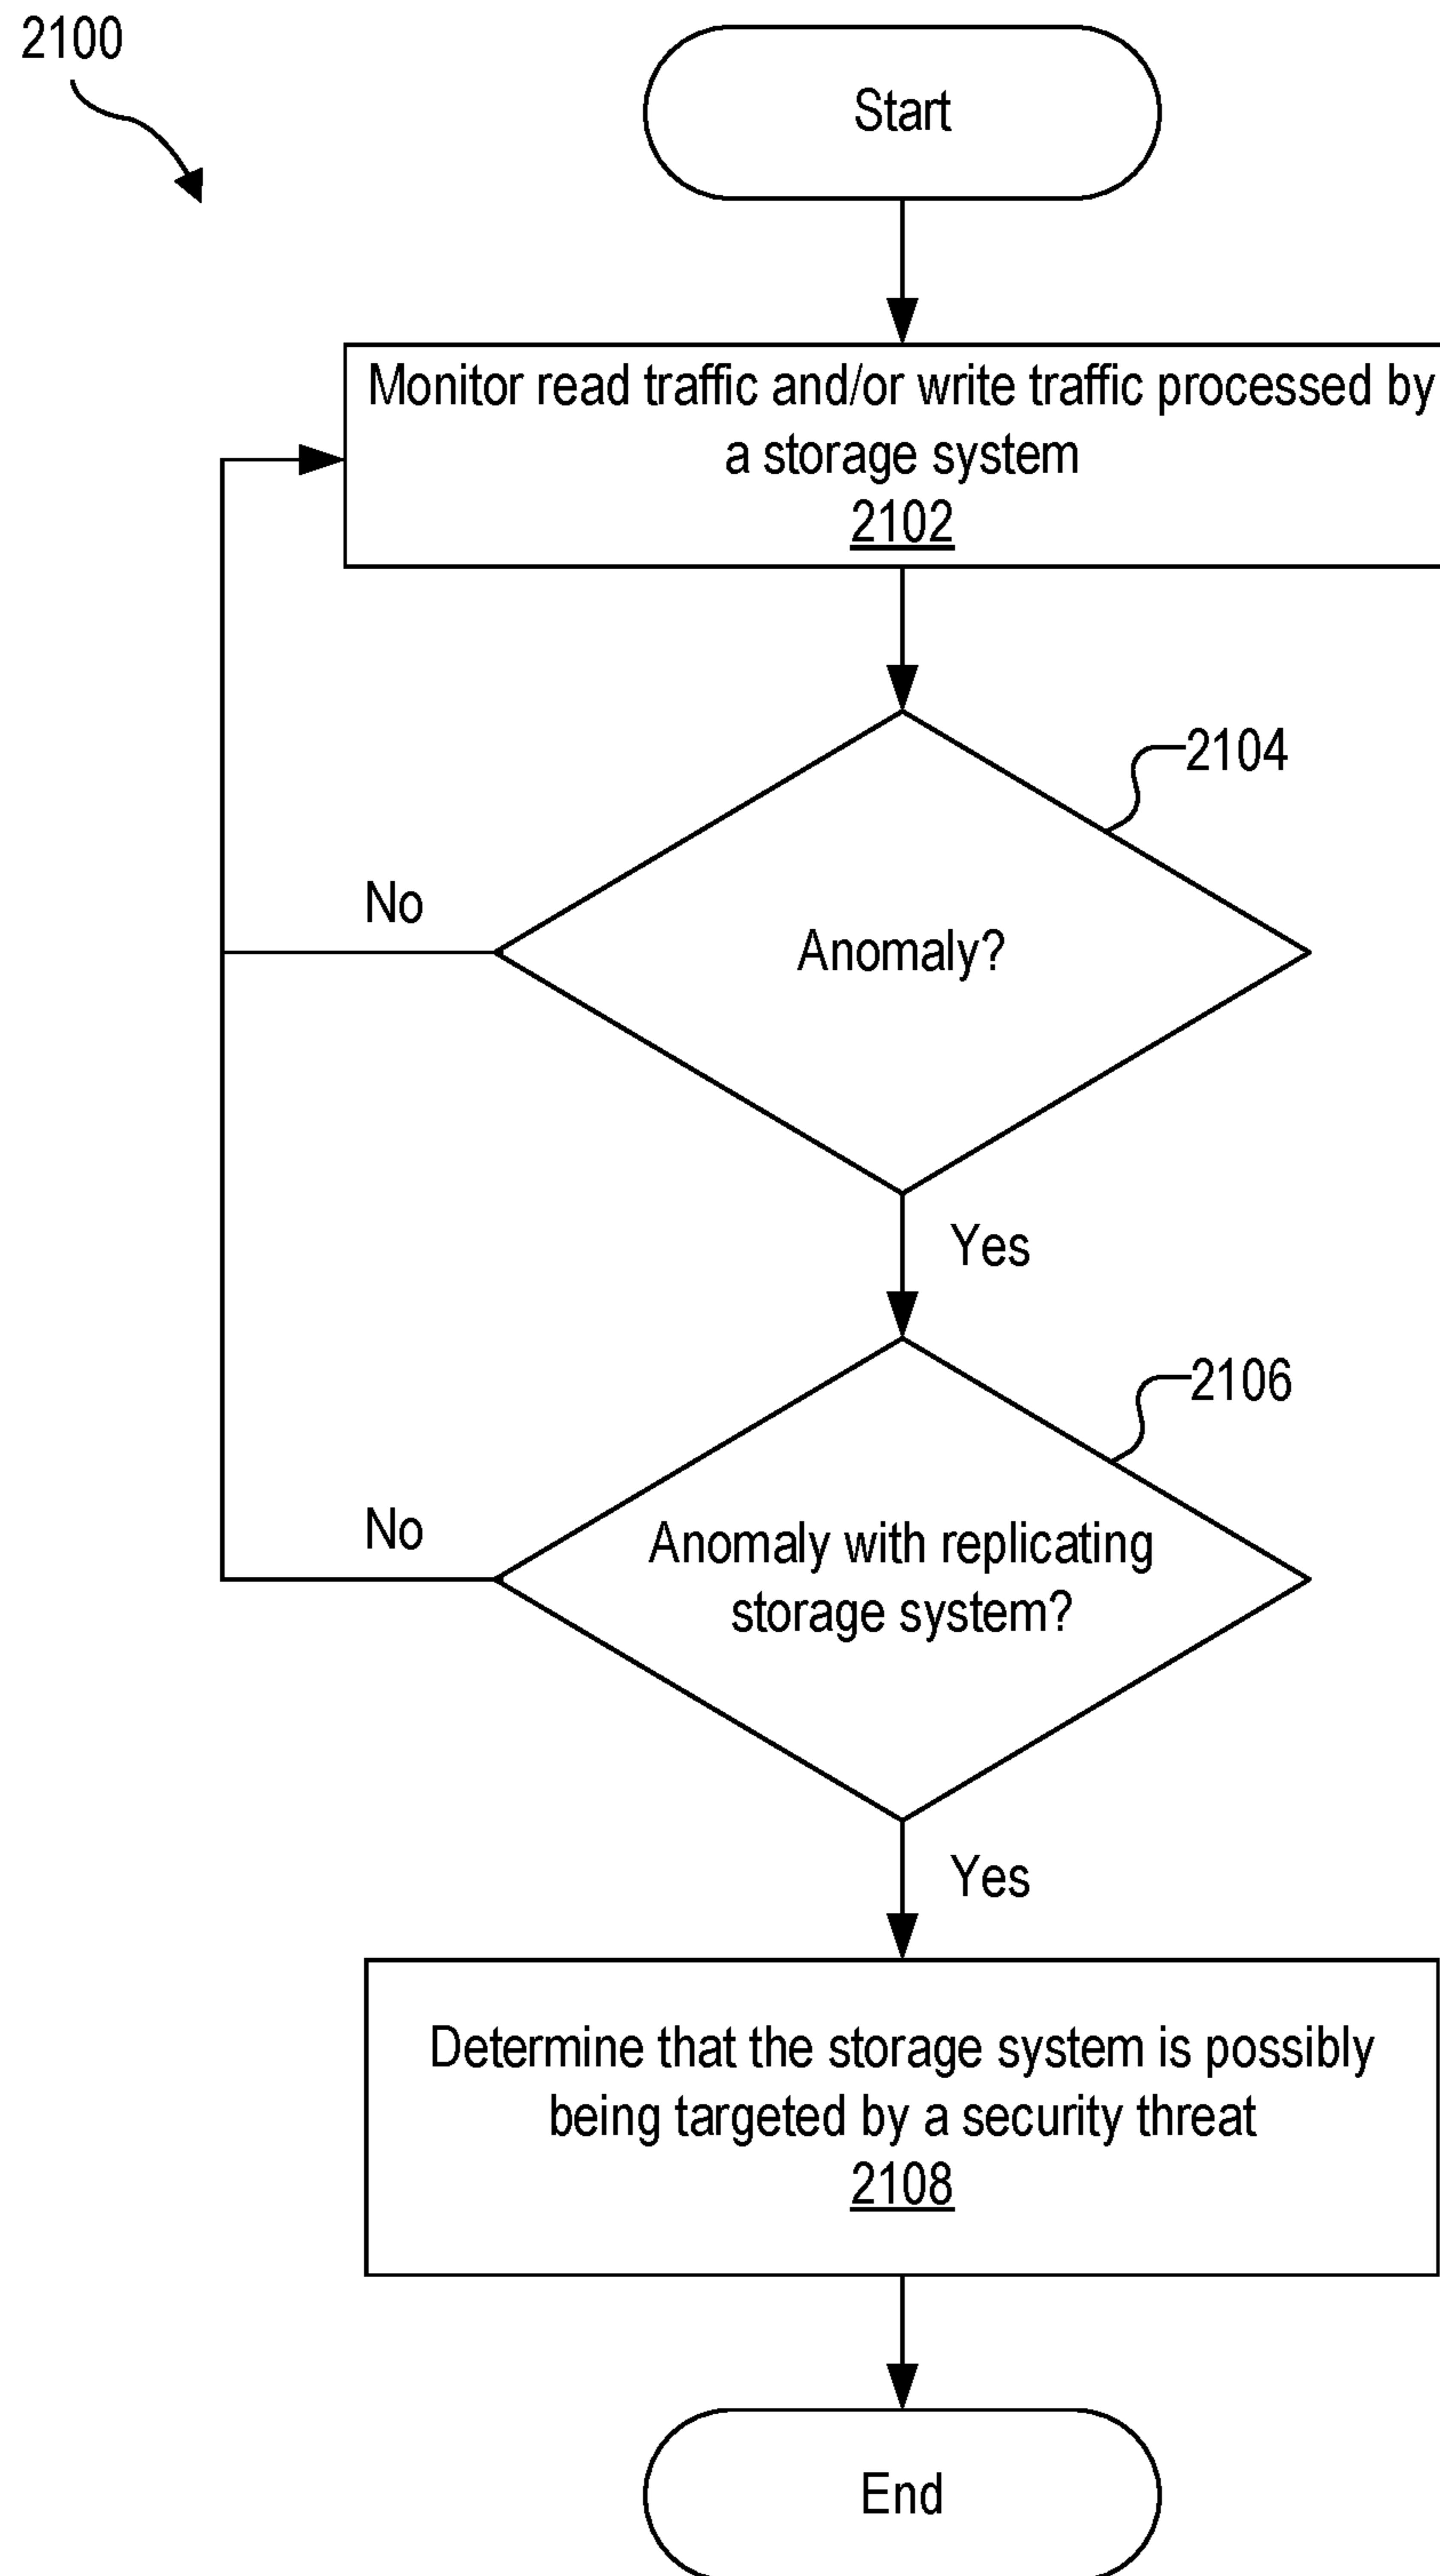 2100
Start
Monitor read traffic and/or write traffic processed by
a storage system
2102
2104
Anomaly?
No
Yes
2106
Anomaly with replicating
storage system?
No
Yes
Determine that the storage system is possibly
being targeted by a security threat
2108
End